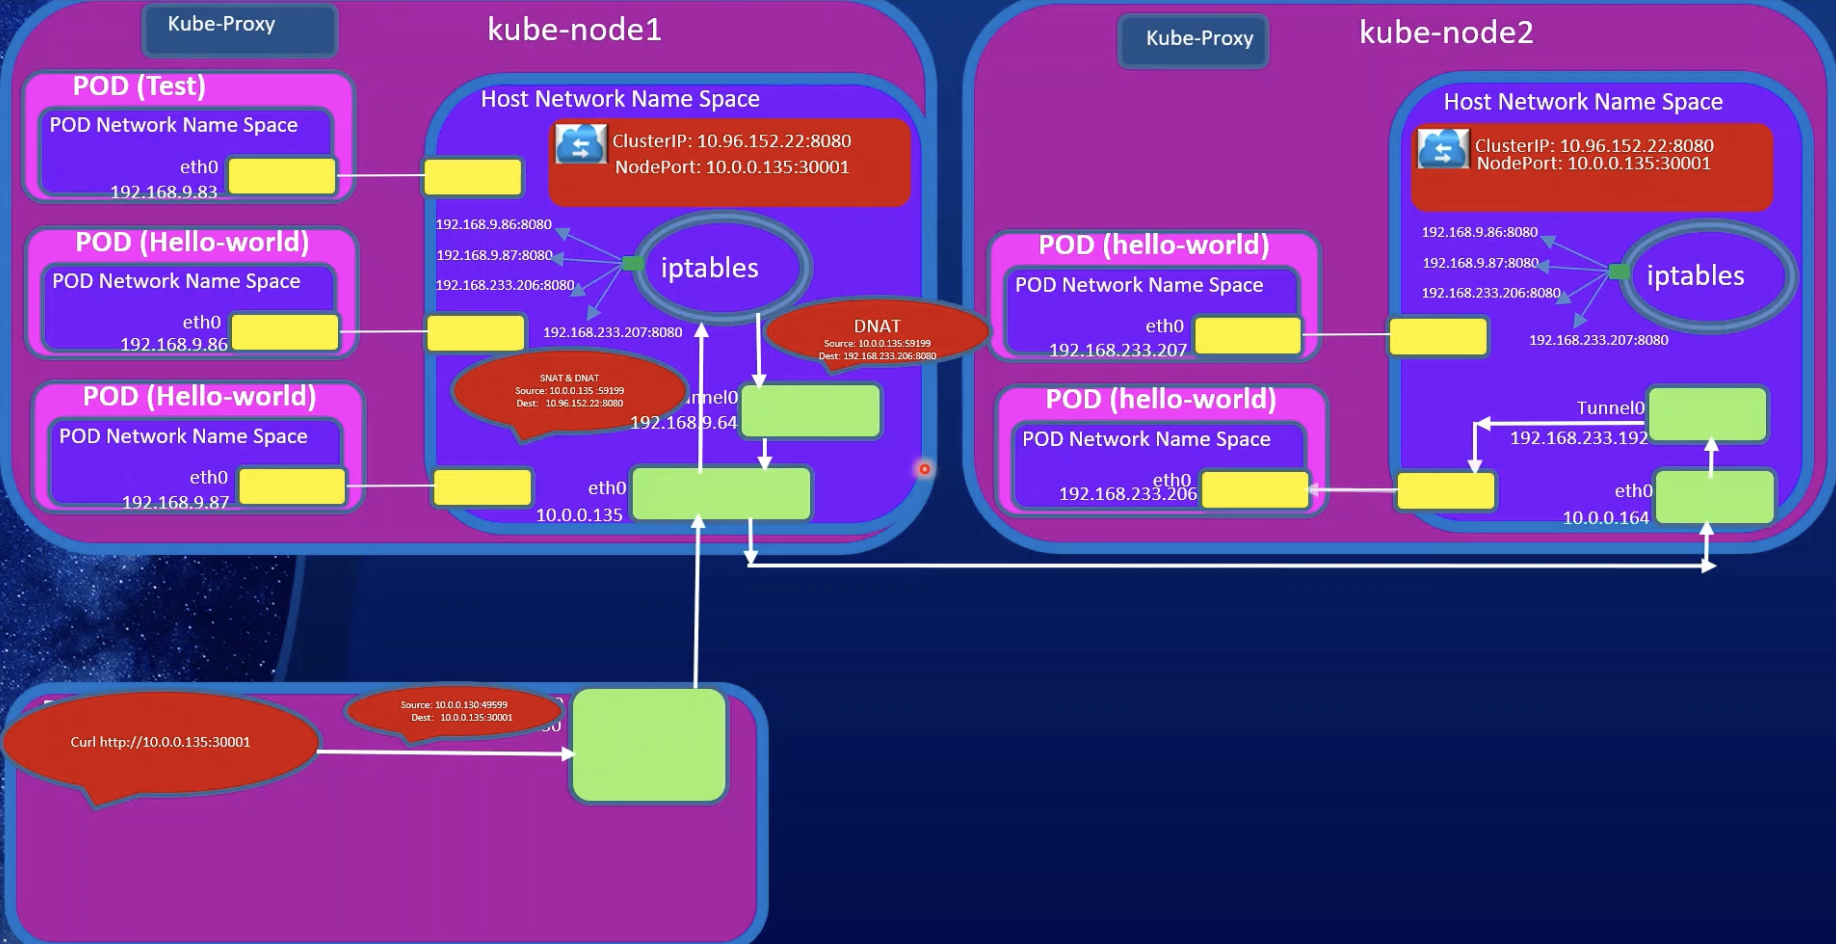 Kube-Proxy
kube-node1
POD (Test)
POD Network Name Space
eth0
192.168.9.83
POD (Hello-world)
POD Network Name Space
eth0
192.168.9.86
POD (Hello-world)
POD Network Name Space
eth0
192.168.9.87
Host Network Name Space
ClusterIP: 10.96.152.22:8080
NodePort: 10.0.0.135:30001
192.168.9.86:8080
192.168.9.87:8080
192.168.233.206:8080
192.168.233.207:8080
iptables
DNAT
Source: 10.0.0.135:59199
Dest: 192.168.233.206:8080
SNAT & DNAT
Source: 10.0.0.135 :59199
Dest: 10.96.152.22:8080
nnel0
192.168.9.64
eth0
10.0.0.135
Kube-Proxy
kube-node2
POD (hello-world)
POD Network Name Space
eth0
192.168.233.207
POD (hello-world)
POD Network Name Space
eth0
192.168.233.206
Host Network Name Space
ClusterIP: 10.96.152.22:8080
NodePort: 10.0.0.135:30001
192.168.9.86:8080
192.168.9.87:8080
192.168.233.206:8080
192.168.233.207:8080
iptables
Tunnel0
192.168.233.192
eth0
10.0.0.164
Curl http://10.0.0.135:30001
Source: 10.0.0.130:49599
Dest: 10.0.0.135:30001